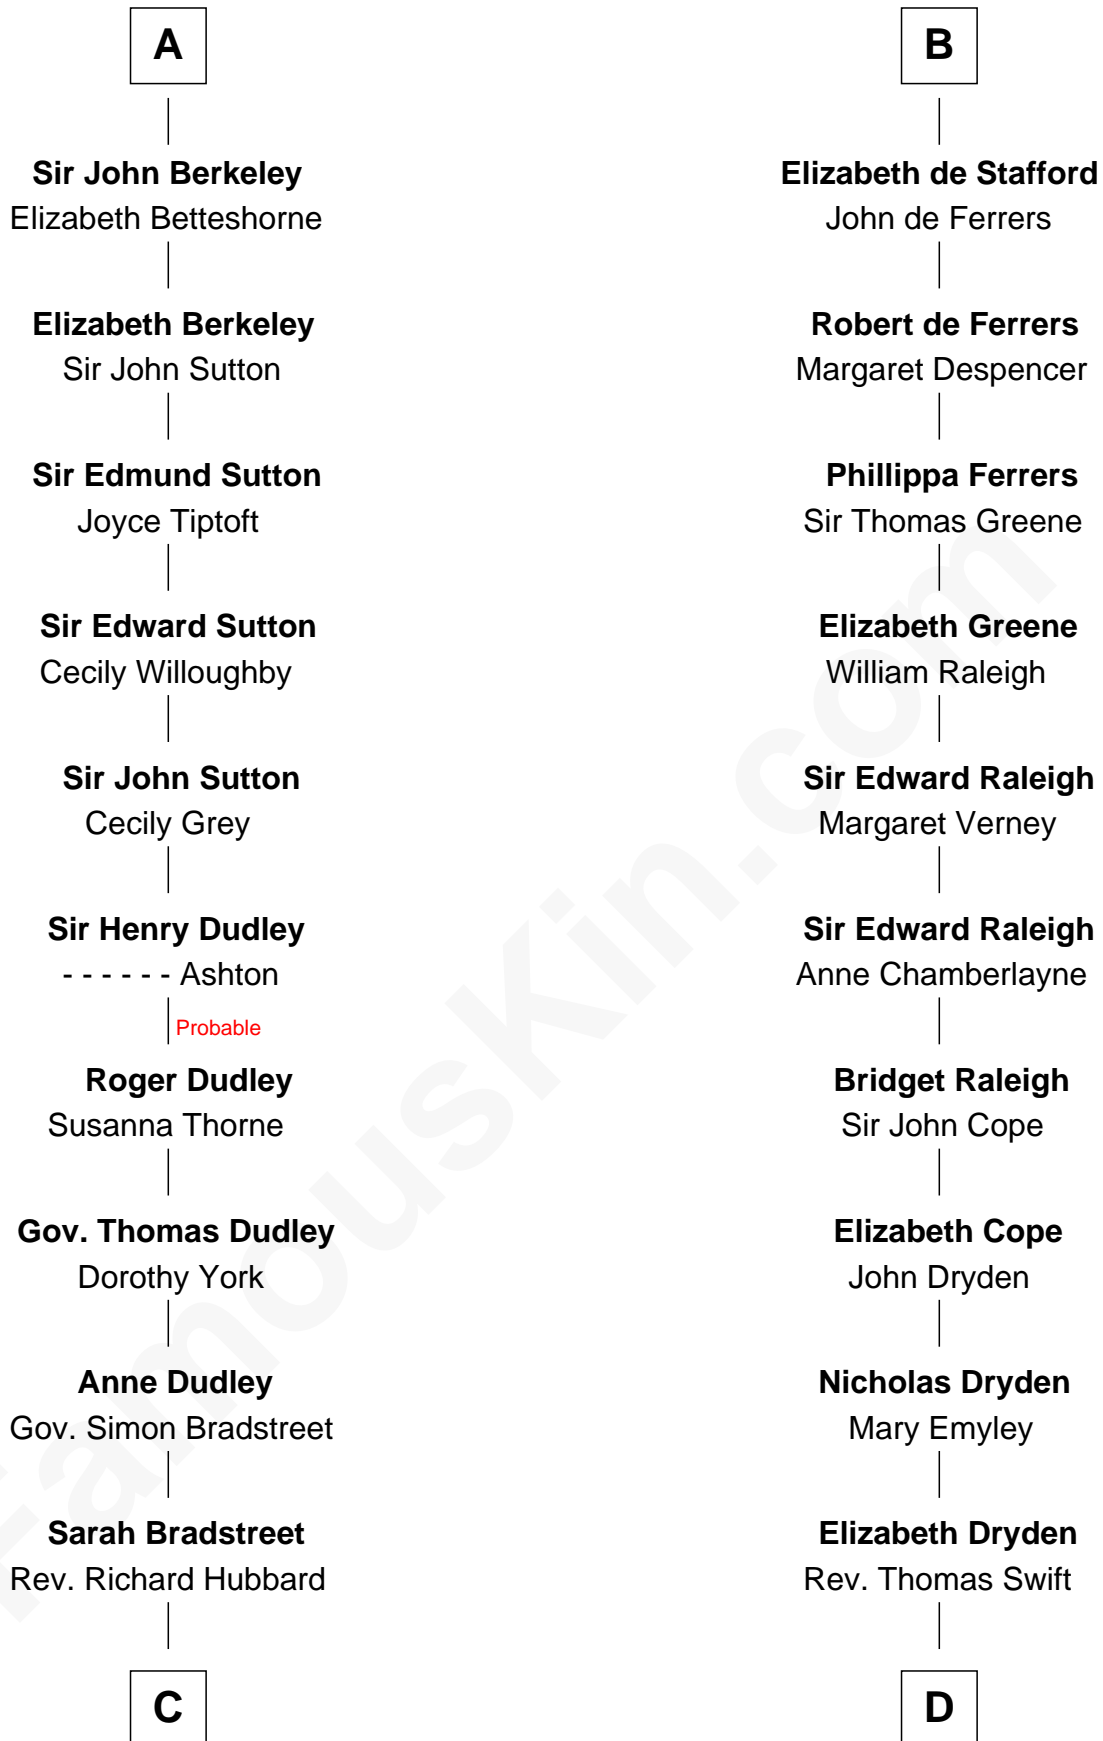 A
Sir John Berkeley
Elizabeth Betteshorne
Elizabeth Berkeley
Sir John Sutton
Sir Edmund Sutton
Joyce Tiptoft
Sir Edward Sutton
Cecily Willoughby
Sir John Sutton
Cecily Grey
Sir Henry Dudley
- - - - - - Ashton
Probable
Roger Dudley
Susanna Thorne
Gov. Thomas Dudley
Dorothy York
Anne Dudley
Gov. Simon Bradstreet
Sarah Bradstreet
Rev. Richard Hubbard
C
B
Elizabeth de Stafford
John de Ferrers
Robert de Ferrers
Margaret Despencer
Phillippa Ferrers
Sir Thomas Greene
Elizabeth Greene
William Raleigh
Sir Edward Raleigh
Margaret Verney
Sir Edward Raleigh
Anne Chamberlayne
Bridget Raleigh
Sir John Cope
Elizabeth Cope
John Dryden
Nicholas Dryden
Mary Emyley
Elizabeth Dryden
Rev. Thomas Swift
D
FamousKin.com